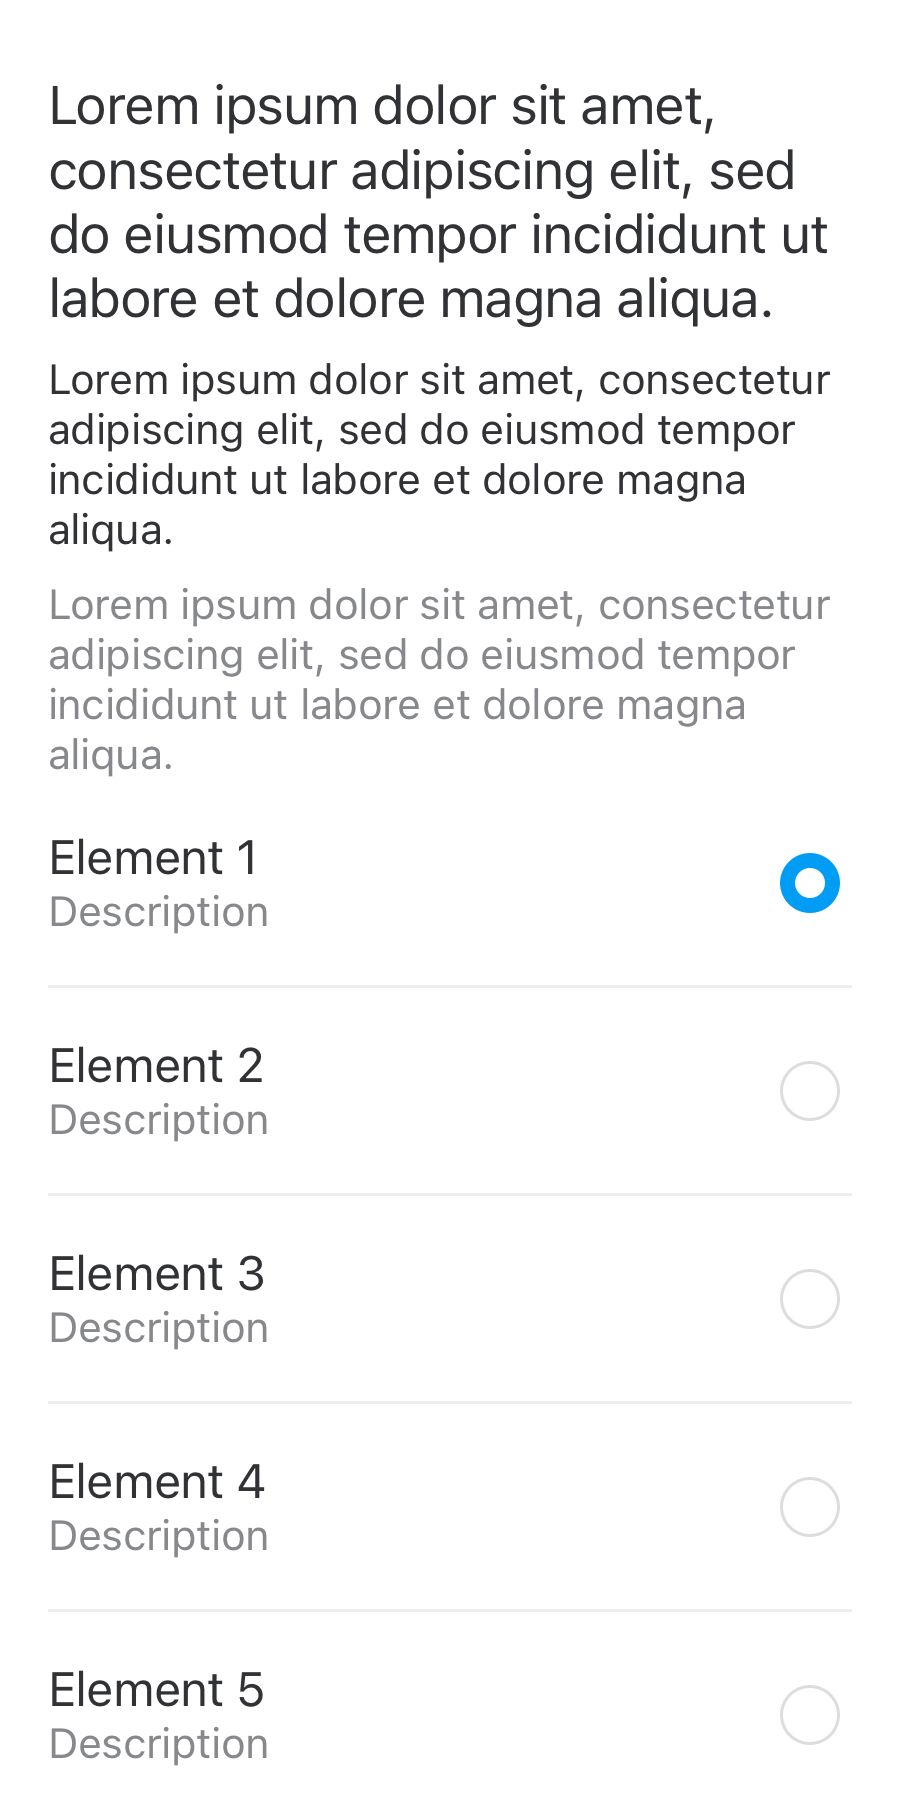 Lorem ipsum dolor sit amet,
consectetur adipiscing elit, sed
do eiusmod tempor incididunt ut
labore et dolore magna aliqua.
Lorem ipsum dolor sit amet, consectetur
adipiscing elit, sed do eiusmod tempor
incididunt ut labore et dolore magna
aliqua.
Lorem ipsum dolor sit amet, consectetur
adipiscing elit, sed do eiusmod tempor
incididunt ut labore et dolore magna
aliqua.
Element 1
Description
Element 2
Description
Element 3
Description
Element 4
Description
Element 5
Description